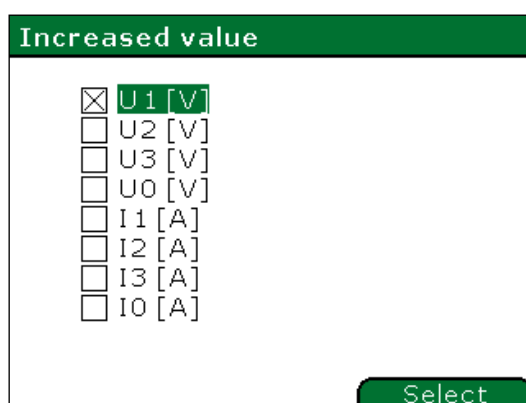 Increased value
U1[V]
U2 [V]
U3 [V]
U0 [V]
I1[A]
I2[A]
I3[A]
I0 [A]
Select